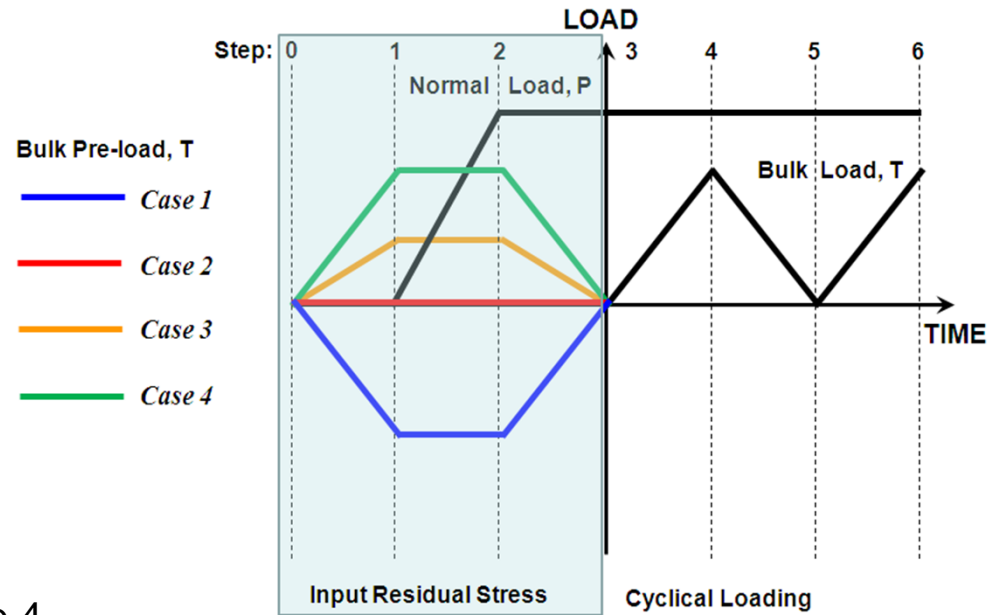 LOAD
Step: 0 1 2 3 4 5 6
Normal Load, P
Bulk Pre-load, T
Bulk Load, T
Case 1
Case 2
Case 3
Case 4
TIME
Input Residual Stress
Cyclical Loading